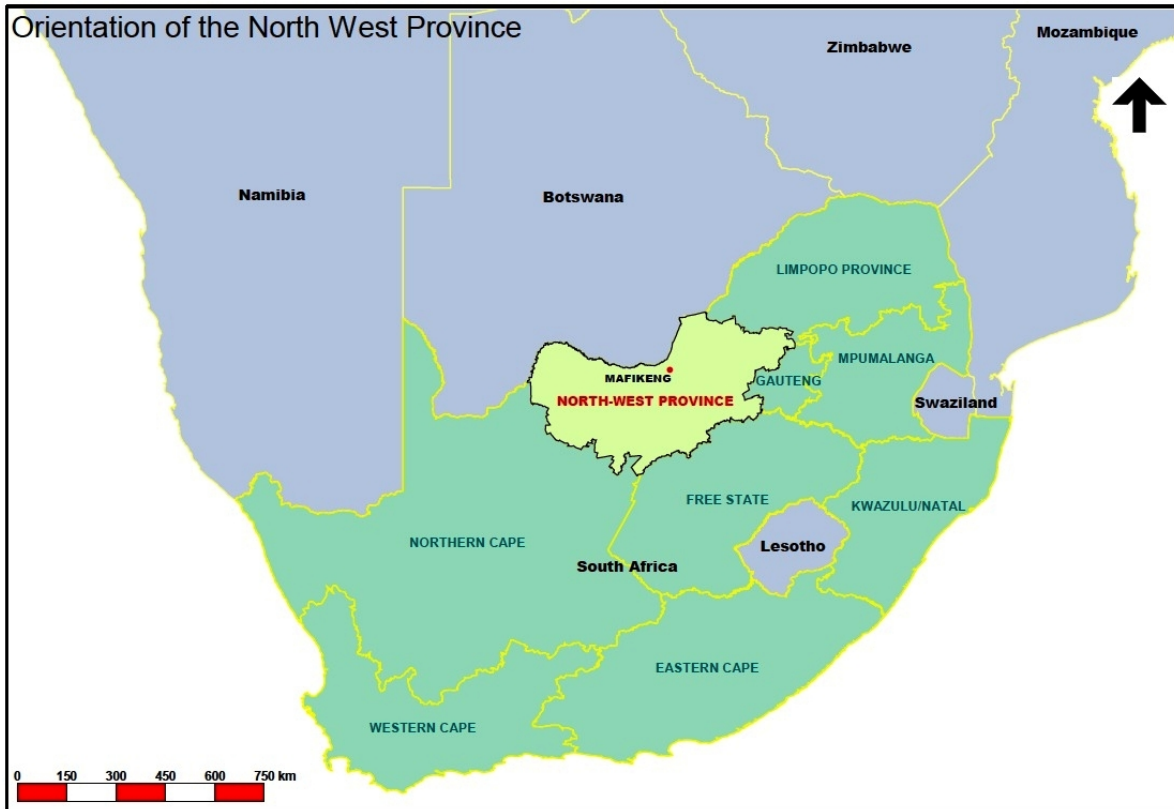 Orientation of the North West Province
Mozambique
Zimbabwe
Namibia
Botswana
LIMPOPO PROVINCE
MPUMALANGA
MAFIKENG
GAUTENG
NORTH-WEST PROVINCE
Swaziland
FREE STATE
KWAZULU/NATAL
NORTHERN CAPE
Lesotho
South Africa
EASTERN CAPE
WESTERN CAPE
0 150 300 450 600 750 km